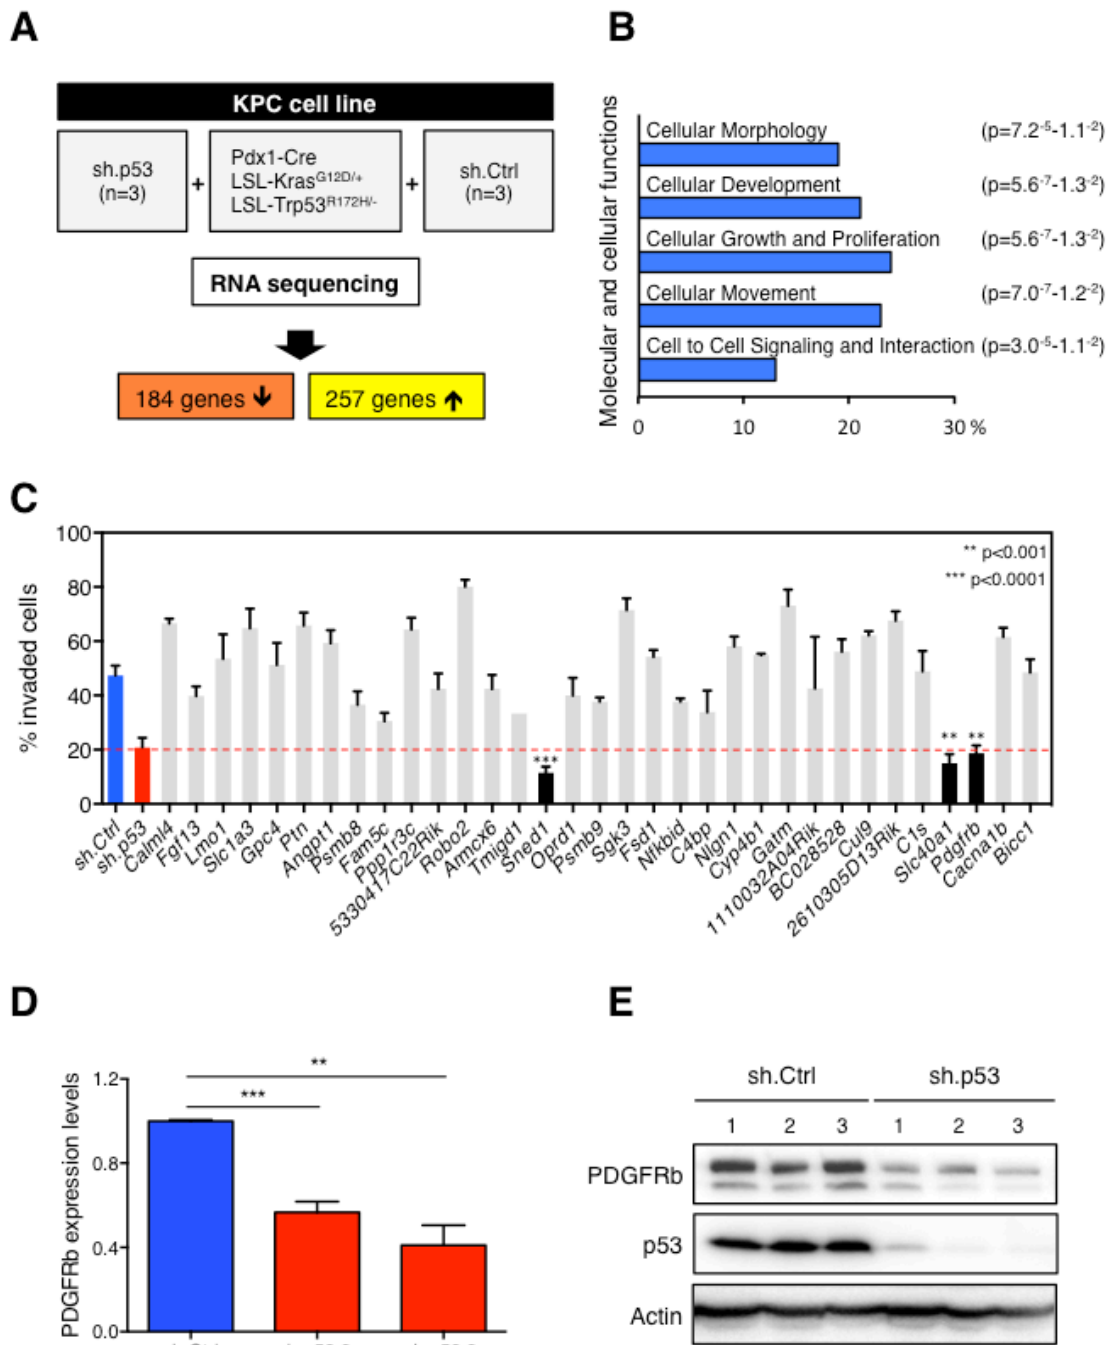 A
KPC cell line
sh.p53
(n=3)
+
Pdx1-Cre
LSL-KrasG12D/+
LSL-Trp53R172H/-
+
sh.Ctrl
(n=3)
RNA sequencing
184 genes ↓
257 genes ↑
B
Molecular and cellular functions
Cellular Morphology (p=7.2-5-1.1-2)
Cellular Development (p=5.6-7-1.3-2)
Cellular Growth and Proliferation (p=5.6-7-1.3-2)
Cellular Movement (p=7.0-7-1.2-2)
Cell to Cell Signaling and Interaction (p=3.0-5-1.1-2)
0 10 20 30 %
C
% invaded cells
100
80
60
40
20
0
** p<0.001
*** p<0.0001
***
** **
sh.Ctrl
sh.p53
Calml4
Fgf13
Lmo1
Slc1a3
Gpc4
Ptn
Angpt1
Psmb8
Fam5c
Ppp1r3c
5330417C22Rik
Robo2
Armcx6
Tmigd1
Sned1
Oprd1
Psmb9
Sgk3
Fsd1
Nfkbid
C4bp
Nlgn1
Cyp4b1
Gatm
1110032A04Rik
BC028528
Cul9
2610305D13Rik
C1s
Slc40a1
Pdgfrb
Cacna1b
Bicc1
D
PDGFRb expression levels
1.2
0.8
0.4
0.0
**
***
E
sh.Ctrl sh.p53
1 2 3 1 2 3
PDGFRb
p53
Actin